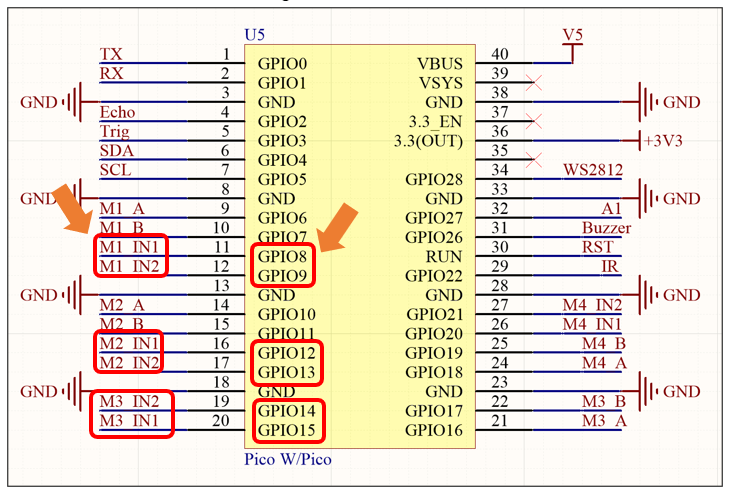 U5
V5
TX 1 GPIO0 VBUS 40
RX 2 GPIO1 VSYS 39
GND 3 GND GND 38 GND
Echo 4 GPIO2 3.3_EN 37
Trig 5 GPIO3 3.3(OUT) 36 +3V3
SDA 6 GPIO4 35
SCL 7 GPIO5 GPIO28 34 WS2812
GND 8 GND GND 33 GND
M1_A 9 GPIO6 GPIO27 32 A1
M1_B 10 GPIO7 GPIO26 31 Buzzer
M1_IN1 11 GPIO8 RUN 30 RST
M1_IN2 12 GPIO9 GPIO22 29 IR
GND 13 GND GND 28 GND
M2_A 14 GPIO10 GPIO21 27 M4_IN2
M2_B 15 GPIO11 GPIO20 26 M4_IN1
M2_IN1 16 GPIO12 GPIO19 25 M4_B
M2_IN2 17 GPIO13 GPIO18 24 M4_A
GND 18 GND GND 23 GND
M3_IN2 19 GPIO14 GPIO17 22 M3_B
M3_IN1 20 GPIO15 GPIO16 21 M3_A
Pico W/Pico